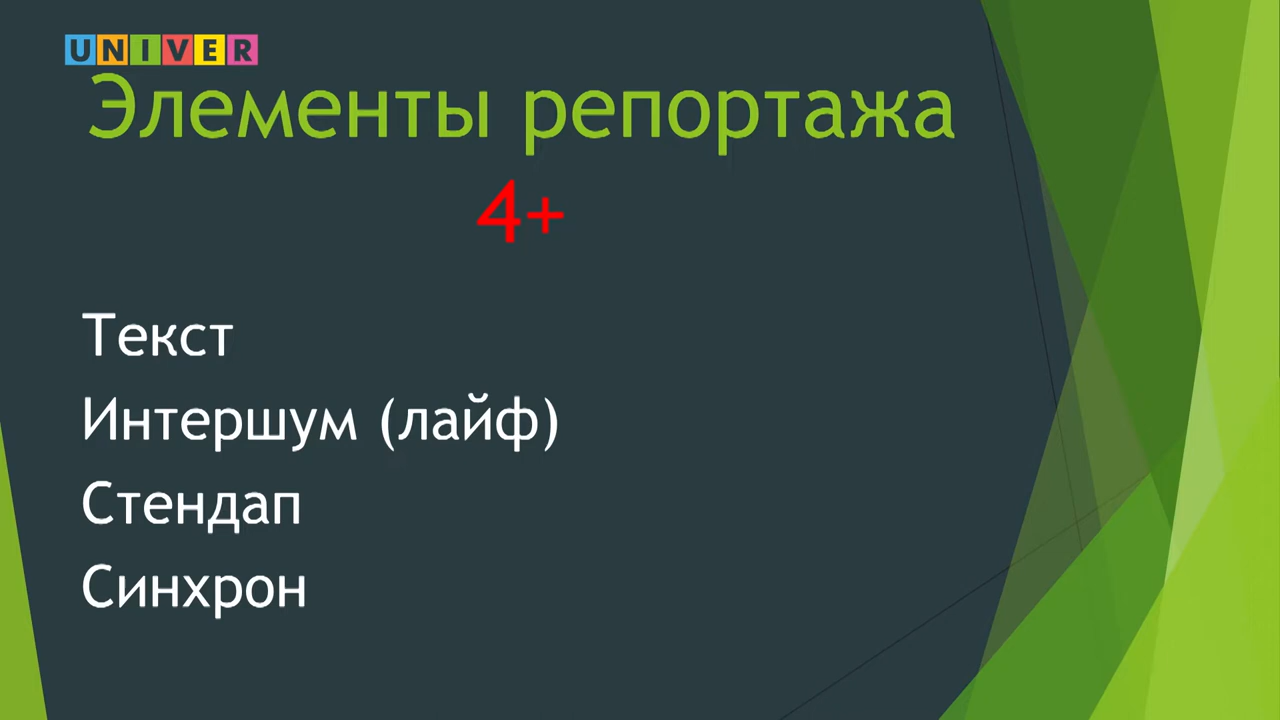 UNIVER
Элементы репортажа
4+
Текст
Интершум (лайф)
Стендап
Синхрон